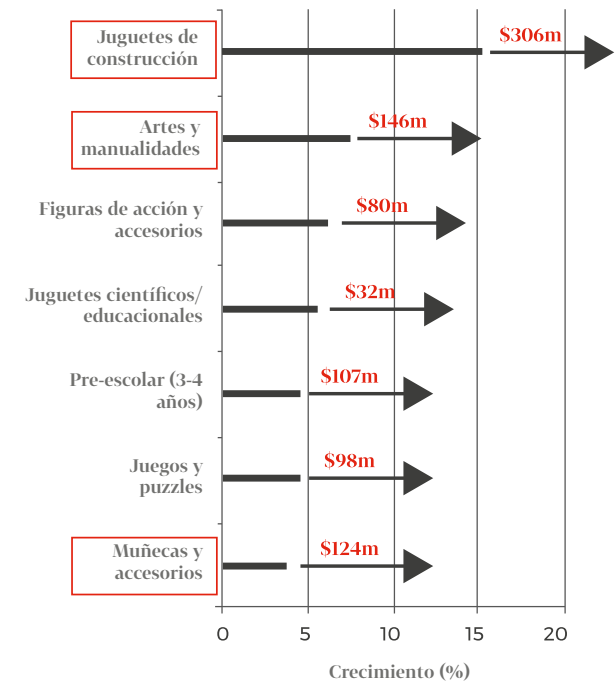 Juguetes de
construcción
$306m
Artes y
manualidades
$146m
Figuras de acción y
accesorios
$80m
Juguetes científicos/
educacionales
$32m
Pre-escolar (3-4
años)
$107m
Juegos y
puzzles
$98m
Muñecas y
accesorios
$124m
0 5 10 15 20
Crecimiento (%)